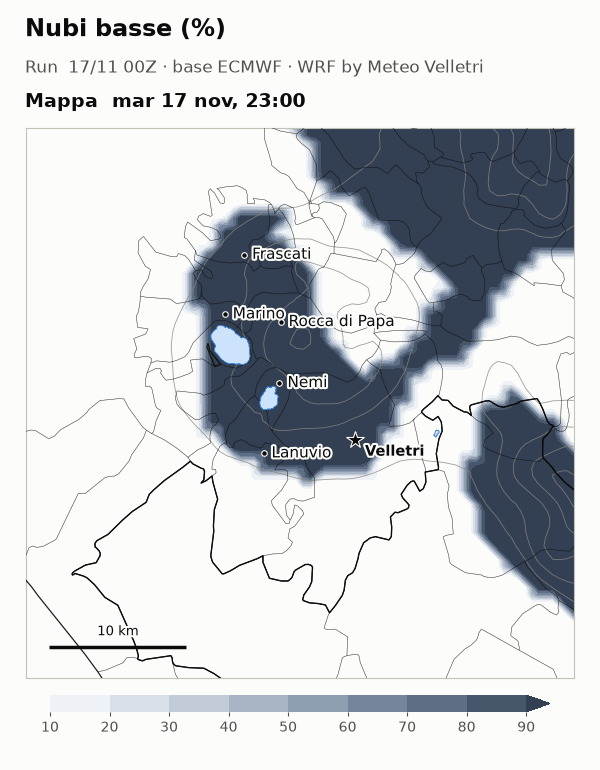 Nubi basse (%)
Run 17/11 00Z · base ECMWF · WRF by Meteo Velletri
Mappa mar 17 nov, 23:00
Frascati
Marino
Rocca di Papa
Nemi
Velletri
Lanuvio
10 km
10 20 30 40 50 60 70 80 90